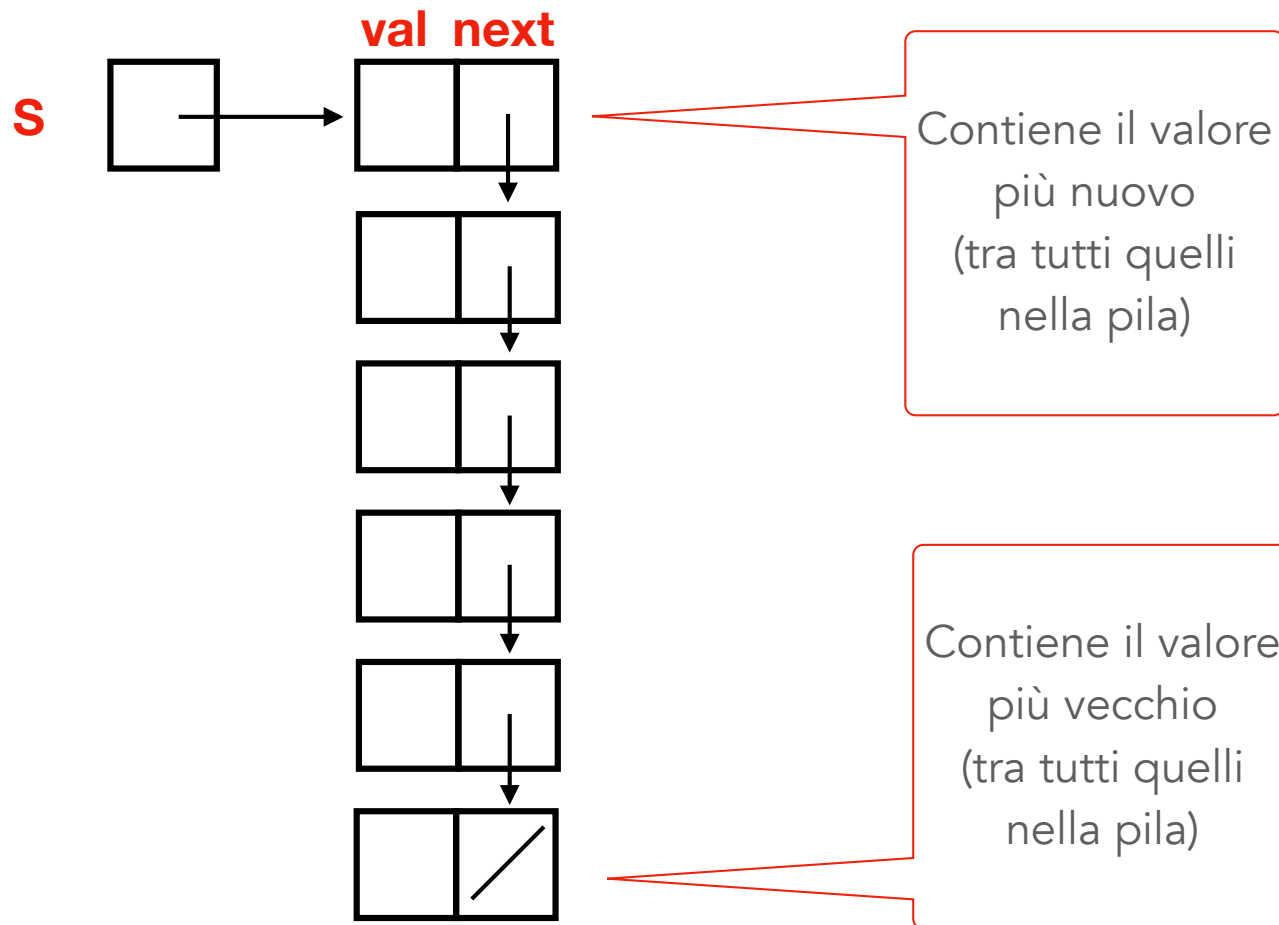 val next
S
Contiene il valore
più nuovo
(tra tutti quelli
nella pila)
Contiene il valore
più vecchio
(tra tutti quelli
nella pila)